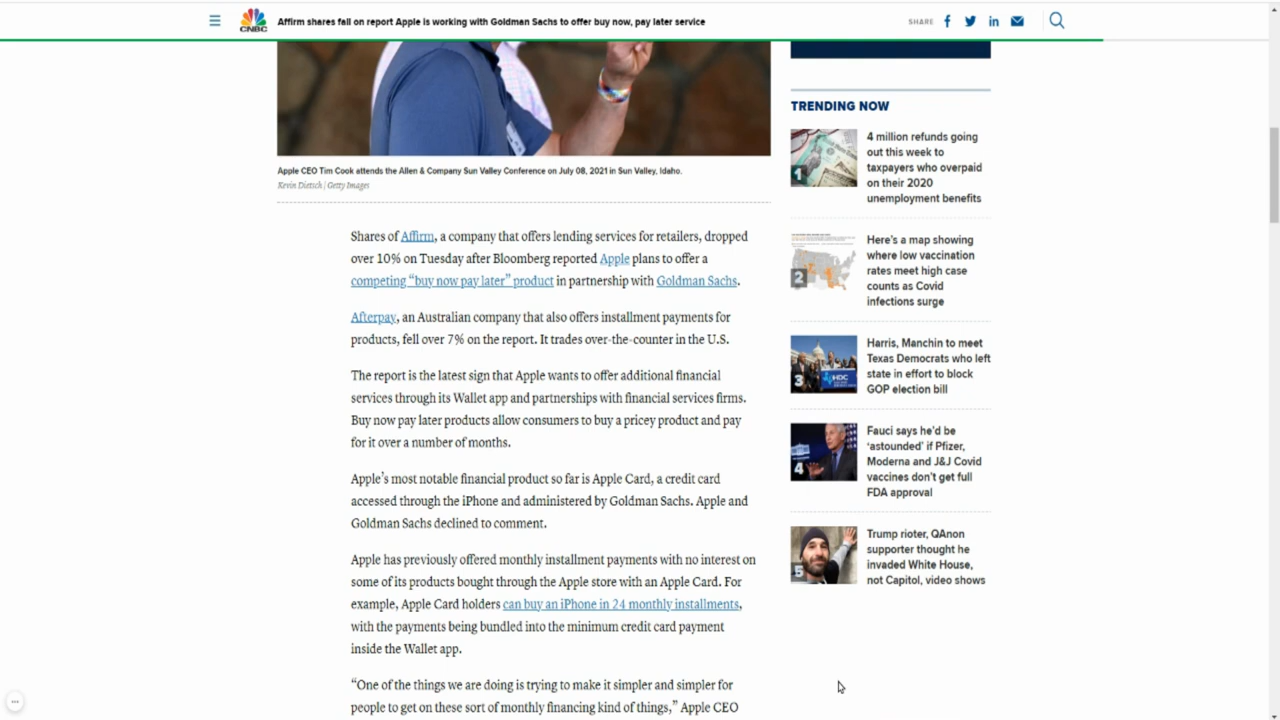 CNBC
Affirm shares fall on report Apple is working with Goldman Sachs to offer buy now, pay later service
SHARE
Apple CEO Tim Cook attends the Allen & Company Sun Valley Conference on July 08, 2021 in Sun Valley, Idaho.
Kevin Dietsch | Getty Images
Shares of Affirm, a company that offers lending services for retailers, dropped
over 10% on Tuesday after Bloomberg reported Apple plans to offer a
competing “buy now pay later” product in partnership with Goldman Sachs.
Afterpay, an Australian company that also offers installment payments for
products, fell over 7% on the report. It trades over-the-counter in the U.S.
The report is the latest sign that Apple wants to offer additional financial
services through its Wallet app and partnerships with financial services firms.
Buy now pay later products allow consumers to buy a pricey product and pay
for it over a number of months.
Apple’s most notable financial product so far is Apple Card, a credit card
accessed through the iPhone and administered by Goldman Sachs. Apple and
Goldman Sachs declined to comment.
Apple has previously offered monthly installment payments with no interest on
some of its products bought through the Apple store with an Apple Card. For
example, Apple Card holders can buy an iPhone in 24 monthly installments,
with the payments being bundled into the minimum credit card payment
inside the Wallet app.
“One of the things we are doing is trying to make it simpler and simpler for
people to get on these sort of monthly financing kind of things,” Apple CEO
TRENDING NOW
1
4 million refunds going
out this week to
taxpayers who overpaid
on their 2020
unemployment benefits
2
Here’s a map showing
where low vaccination
rates meet high case
counts as Covid
infections surge
3
HDC
Harris, Manchin to meet
Texas Democrats who left
state in effort to block
GOP election bill
4
Fauci says he’d be
‘astounded’ if Pfizer,
Moderna and J&J Covid
vaccines don’t get full
FDA approval
5
Trump rioter, QAnon
supporter thought he
invaded White House,
not Capitol, video shows